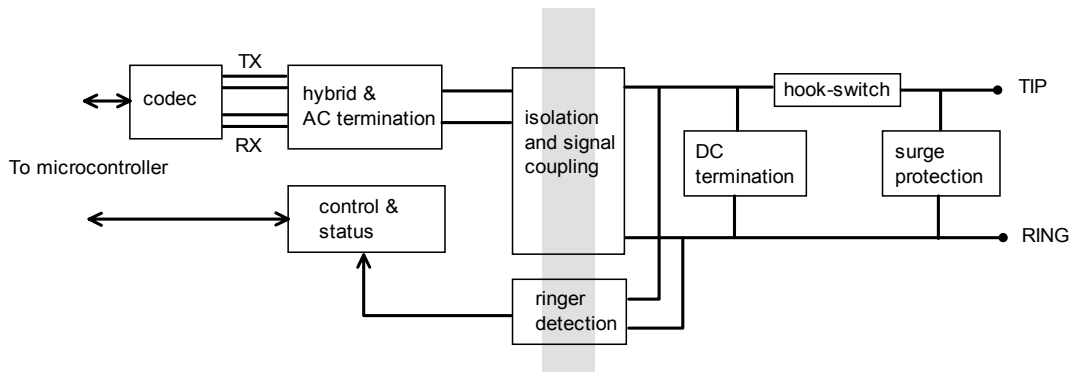 TX
codec
RX
To microcontroller
hybrid &
AC termination
control &
status
isolation
and signal
coupling
ringer
detection
hook-switch
DC
termination
surge
protection
TIP
RING